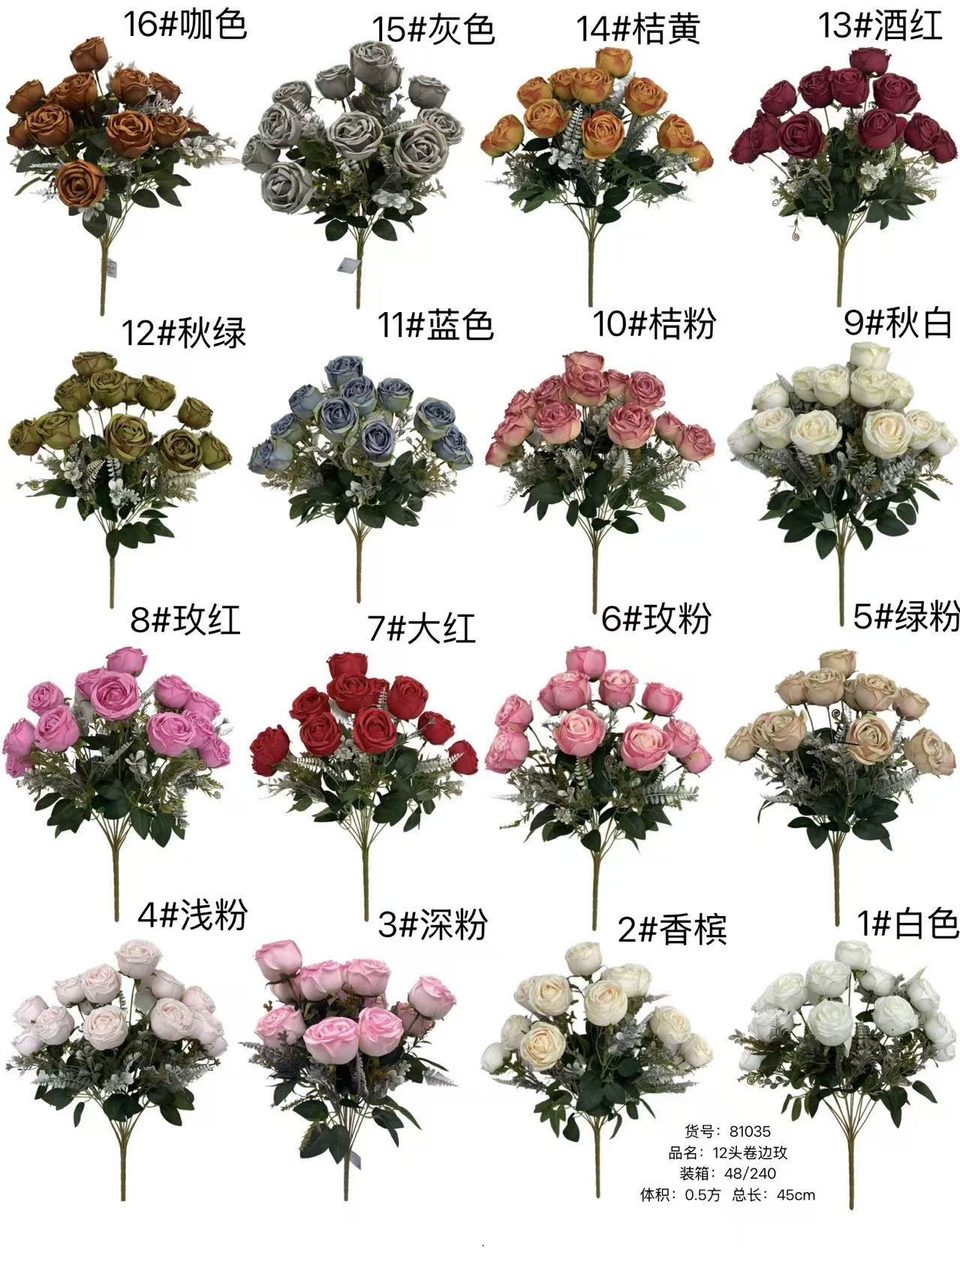 16#咖色
15#灰色
14#桔黄
13#酒红
12#秋绿
11#蓝色
10#桔粉
9#秋白
8#玫红
7#大红
6#玫粉
5#绿粉
4#浅粉
3#深粉
2#香槟
1#白色
货号：81035
品名：12头卷边玫
装箱：48/240
体积：0.5方 总长：45cm